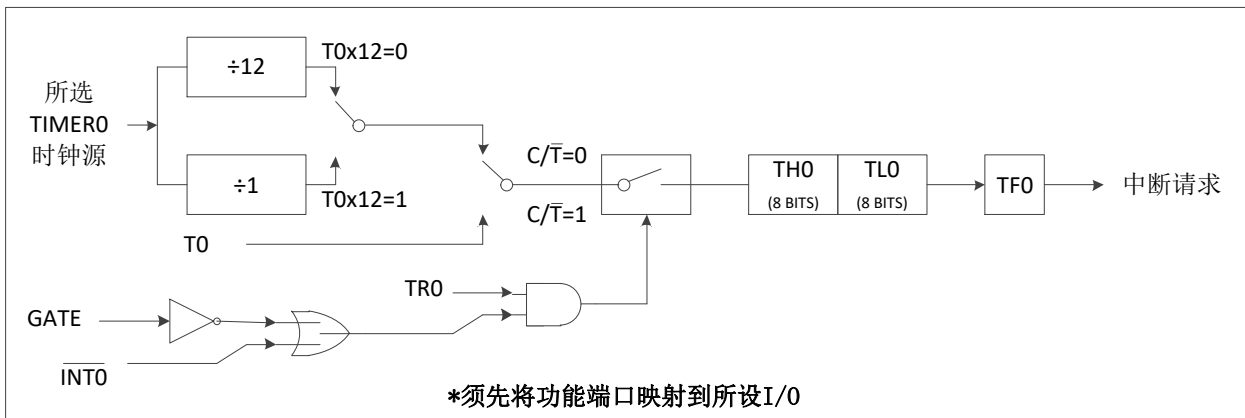 ÷12
T0x12=0
所选
TIMER0
时钟源
÷1
T0x12=1
C/T̅=0
C/T̅=1
T0
TH0
(8 BITS)
TL0
(8 BITS)
TF0
中断请求
TR0
GATE
I̅N̅T̅0̅
*须先将功能端口映射到所设I/O